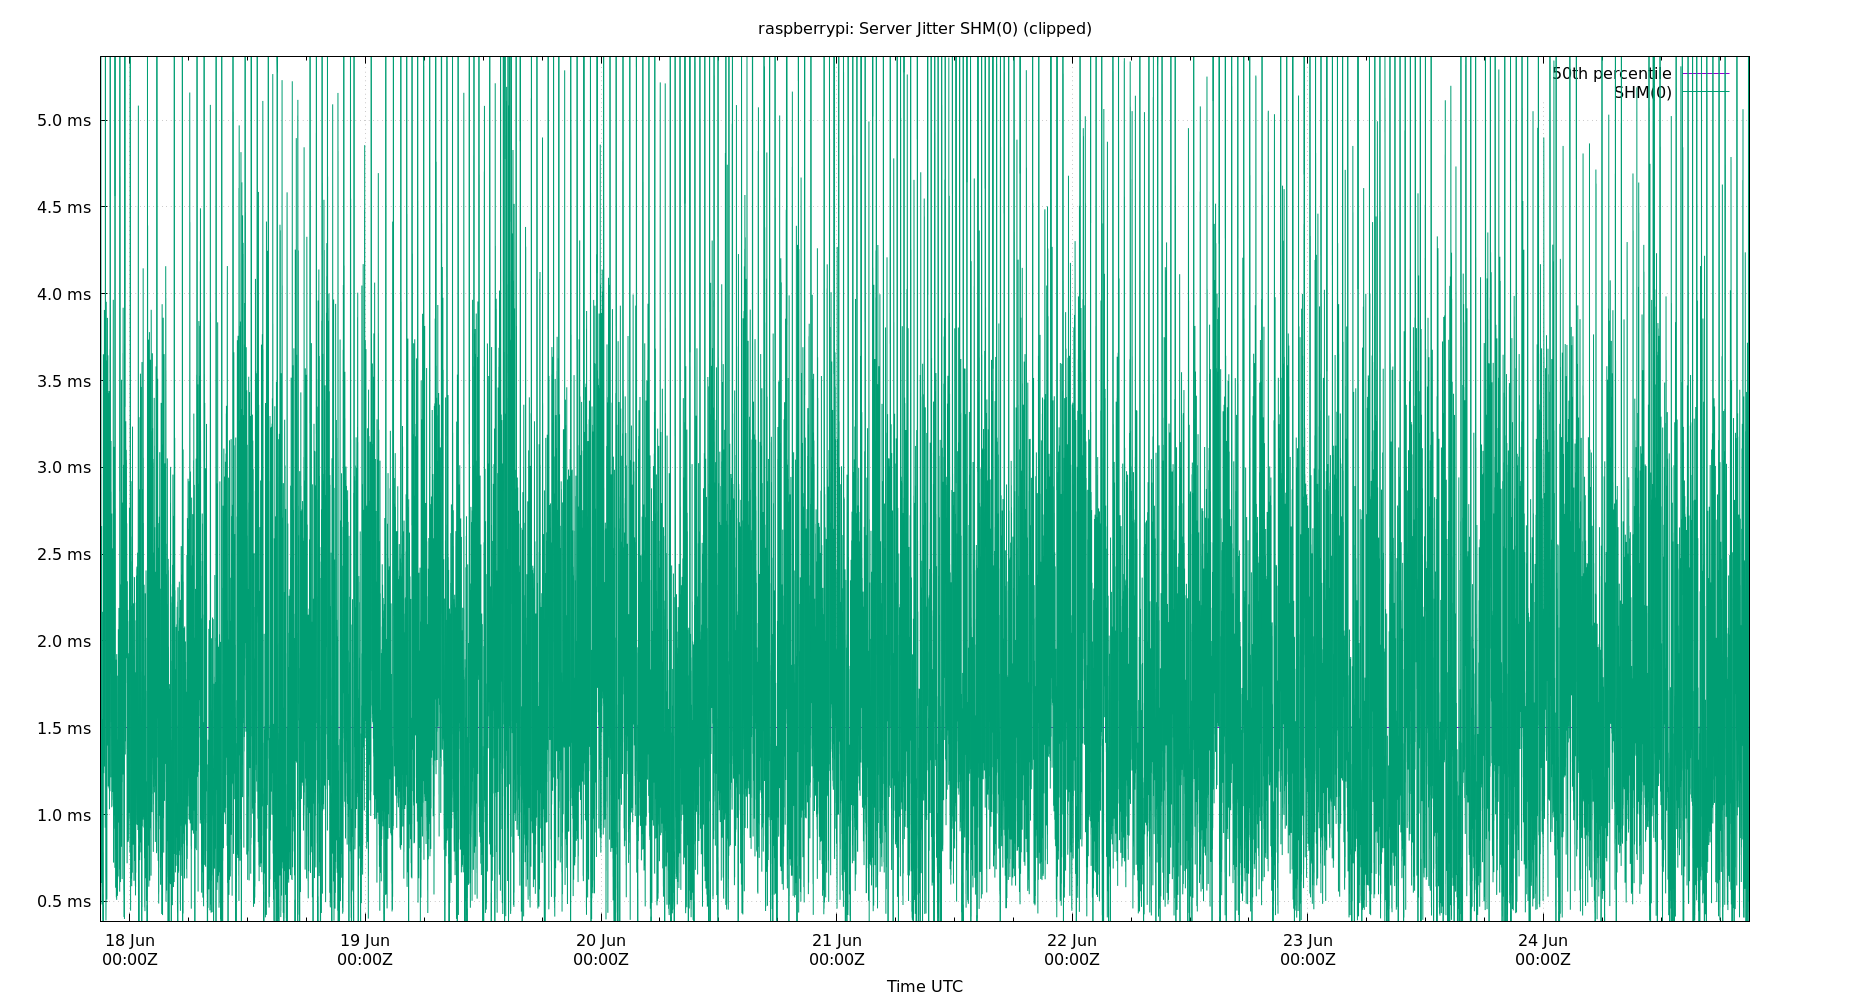 raspberrypi: Server Jitter SHM(0) (clipped)
50th percentile
SHM(0)
5.0 ms
4.5 ms
4.0 ms
3.5 ms
3.0 ms
2.5 ms
2.0 ms
1.5 ms
1.0 ms
0.5 ms
18 Jun 19 Jun 20 Jun 21 Jun 22 Jun 23 Jun 24 Jun
00:00Z 00:00Z 00:00Z 00:00Z 00:00Z 00:00Z 00:00Z
Time UTC